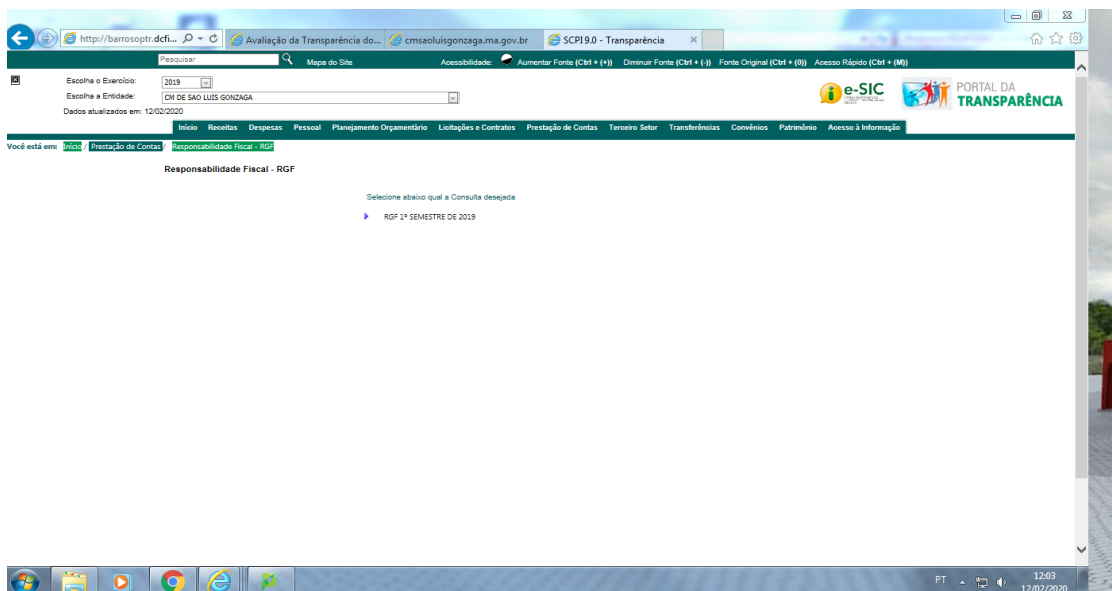 http://barrosoptr.dcfi... Avaliação da Transparência do... cmsaoluisgonzaga.ma.gov.br SCPI 9.0 - Transparência
Pesquisar Mapa do Site Acessibilidade: Aumentar Fonte (Ctrl + (+)) Diminuir Fonte (Ctrl + (-)) Fonte Original (Ctrl + (0)) Acesso Rápido (Ctrl + (M))
Escolha o Exercício: 2019
Escolha a Entidade: CM DE SAO LUIS GONZAGA
Dados atualizados em: 12/02/2020
e-SIC
PORTAL DA
TRANSPARÊNCIA
Início Receitas Despesas Pessoal Planejamento Orçamentário Licitações e Contratos Prestação de Contas Terceiro Setor Transferências Convênios Patrimônio Acesso à Informação
Você está em: Início / Prestação de Contas / Responsabilidade Fiscal - RGF
Responsabilidade Fiscal - RGF
Selecione abaixo qual a Consulta desejada
RGF 1º SEMESTRE DE 2019
PT 12:03
12/02/2020